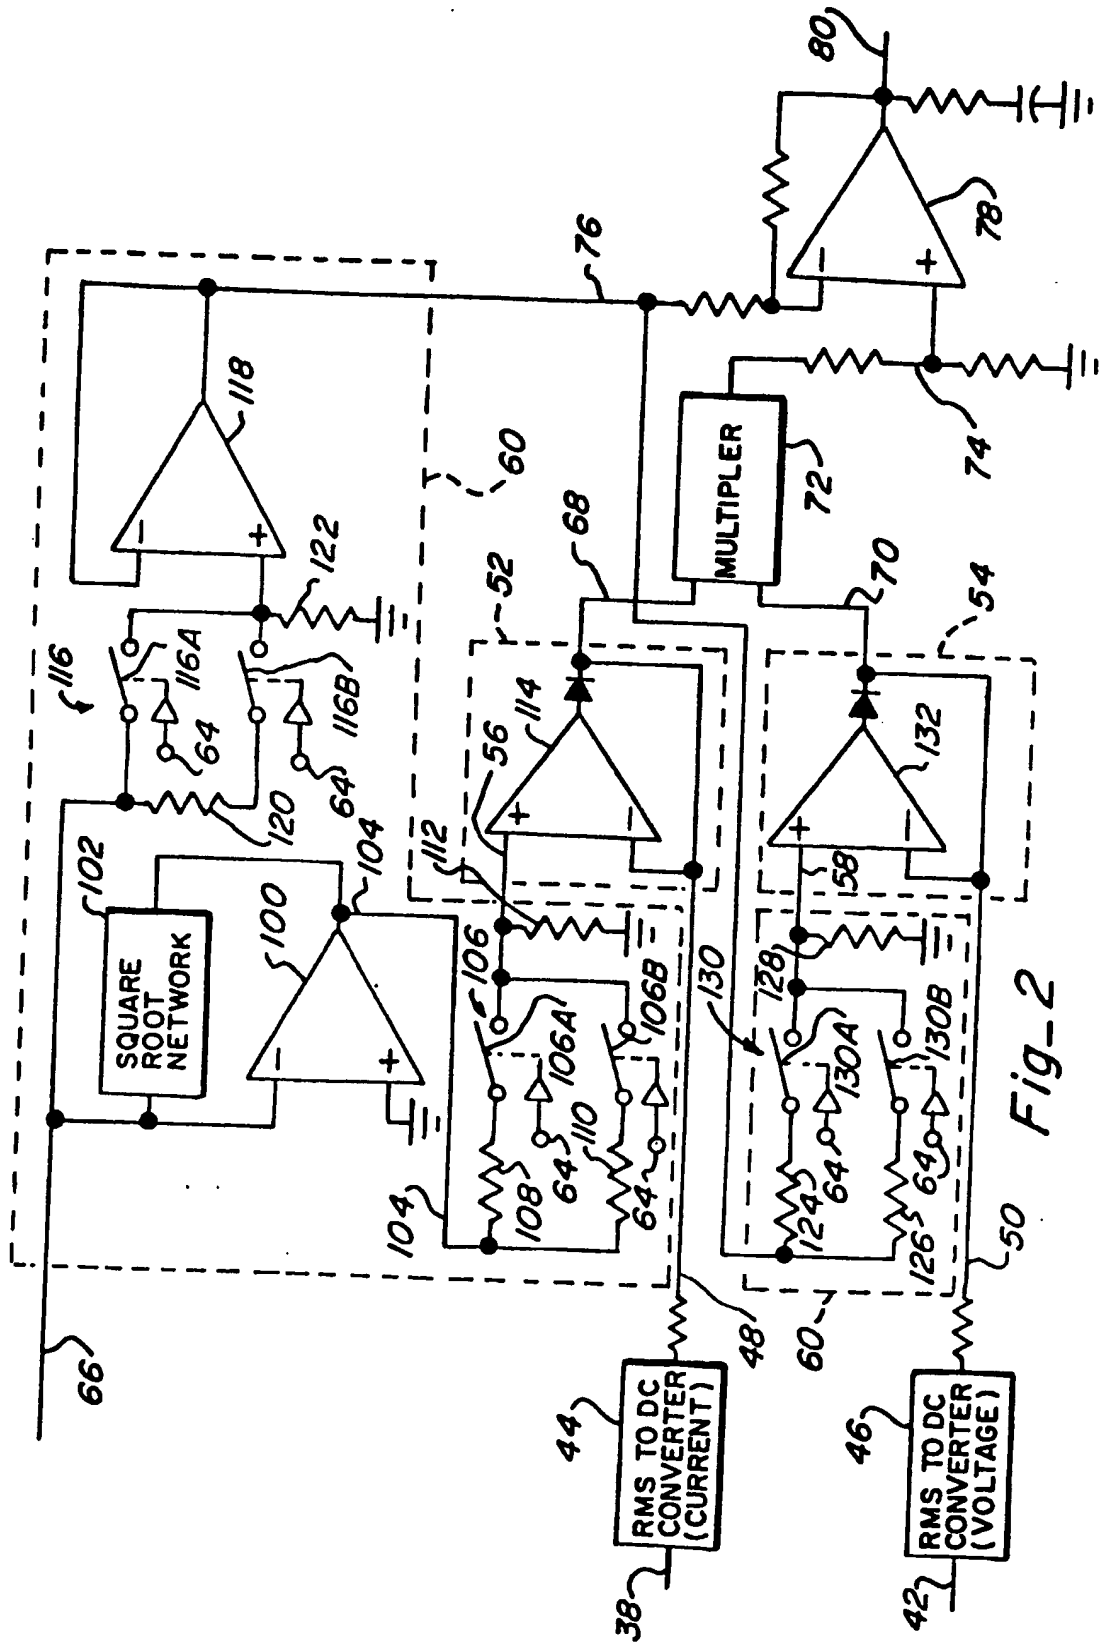 66
102
SQUARE
ROOT
NETWORK
100
104
104
120
64
64
116
116A
116B
122
118
60
76
80
78
74
MULTIPLER
72
68
70
52
54
56
114
112
106
106A
106B
108
110
64
64
130
130A
130B
128
58
132
124
126
64
64
60
48
50
44
RMS TO DC
CONVERTER
(CURRENT)
38
46
RMS TO DC
CONVERTER
(VOLTAGE)
42
Fig_2